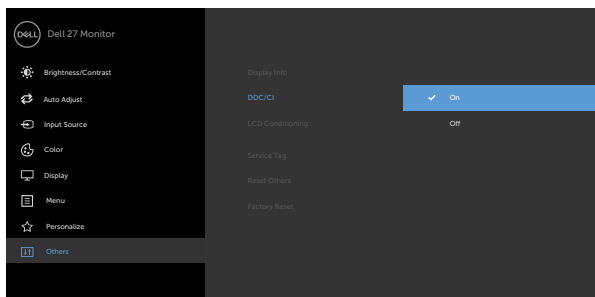 DELL
Dell 27 Monitor
Brightness/Contrast
Auto Adjust
Input Source
Color
Display
Menu
Personalize
Others
Display Info
DDC/CI
LCD Conditioning
Service Tag
Reset Others
Factory Reset
On
Off